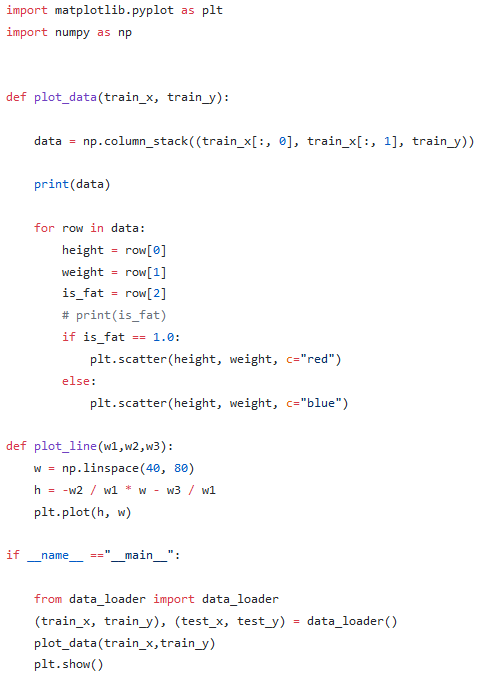 import matplotlib.pyplot as plt
import numpy as np
def plot_data(train_x, train_y):
data = np.column_stack((train_x[:, 0], train_x[:, 1], train_y))
print(data)
for row in data:
height = row[0]
weight = row[1]
is_fat = row[2]
# print(is_fat)
if is_fat == 1.0:
plt.scatter(height, weight, c="red")
else:
plt.scatter(height, weight, c="blue")
def plot_line(w1,w2,w3):
w = np.linspace(40, 80)
h = -w2 / w1 * w - w3 / w1
plt.plot(h, w)
if __name__ =="__main__":
from data_loader import data_loader
(train_x, train_y), (test_x, test_y) = data_loader()
plot_data(train_x,train_y)
plt.show()